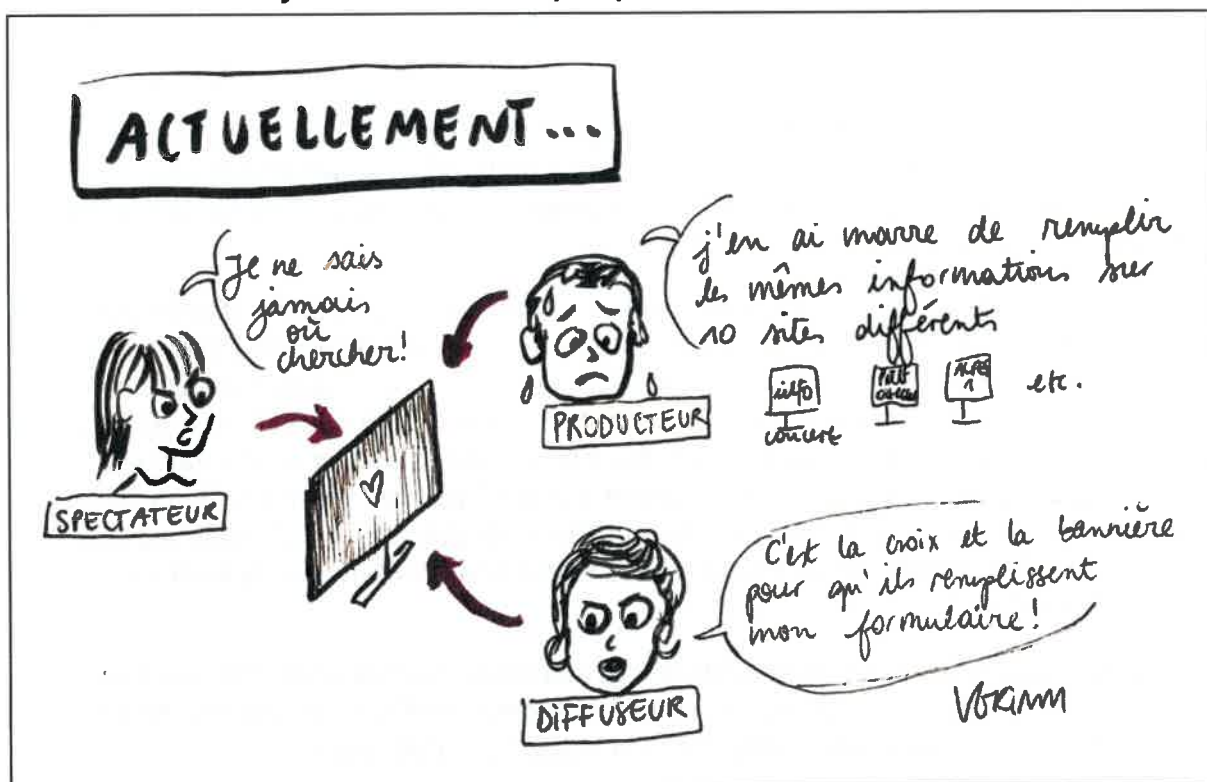 ACTUELLEMENT...
Je ne sais
jamais
où
chercher!
j'en ai marre de remplir
les mêmes informations sur
10 sites différents
info
concert
etc.
PRODUCTEUR
SPECTATEUR
C'est la croix et la bannière
pour qu'ils remplissent
mon formulaire!
DIFFUSEUR